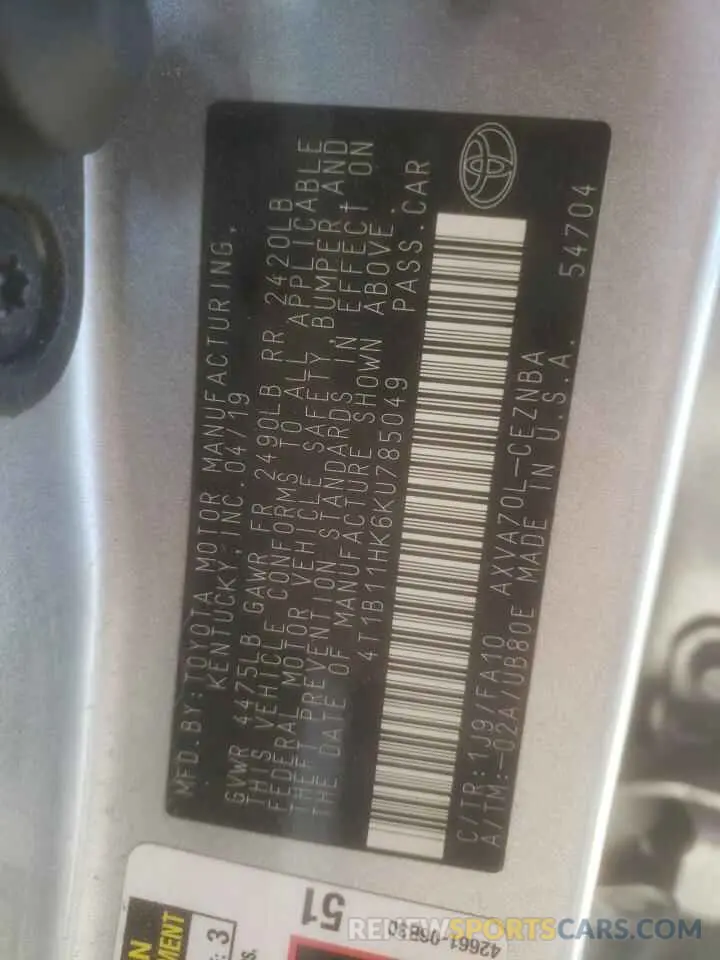 MFD.BY:TOYOTA MOTOR MANUFACTURING,
KENTUCKY,INC.04/19
GVWR 4475LB GAWR FR 2490LB RR 2420LB
THIS VEHICLE CONFORMS TO ALL APPLICABLE
FEDERAL MOTOR VEHICLE SAFETY, BUMPER, AND
THEFT PREVENTION STANDARDS IN EFFECT ON
THE DATE OF MANUFACTURE SHOWN ABOVE.
4T1B11HK6KU785049 PASS.CAR
C/TR:1J9/FA10 AXVA70L-CEZNBA
A/TM:-02A/UB80E MADE IN U.S.A. 54704
51
3
REVIEWSPORTSCARS.COM